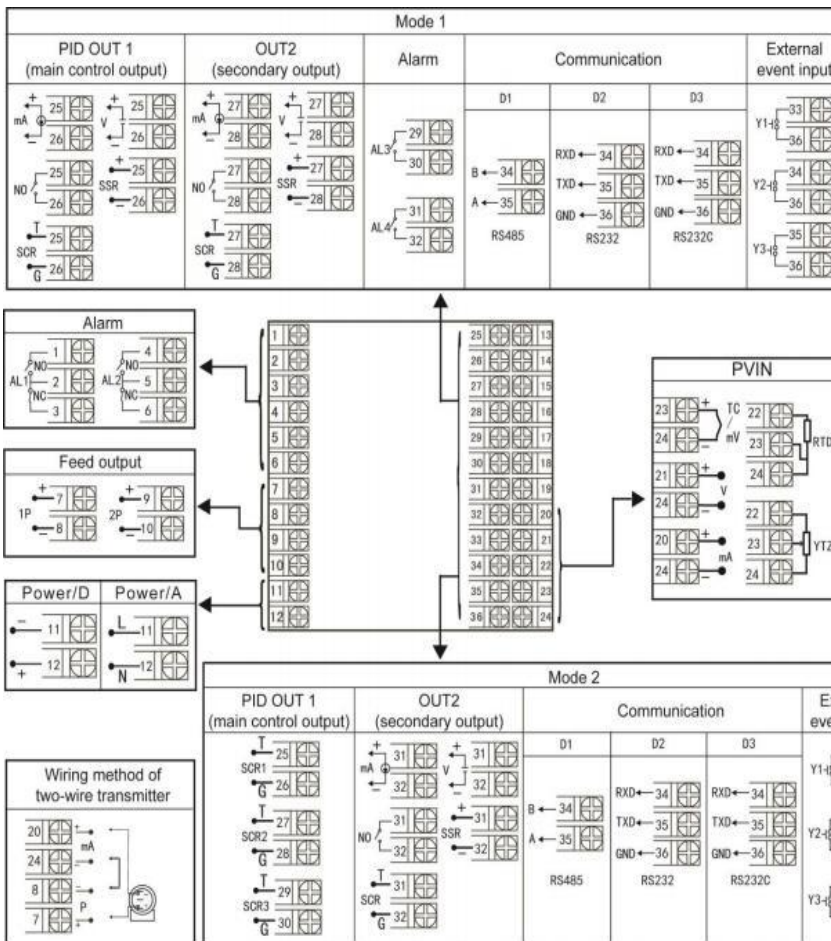 Mode 1
PID OUT 1 OUT2 Alarm Communication External
(main control output) (secondary output) event input
D1 D2 D3
+ 25 + 25 + 27 + 27
mA V mA V
- 26 - 26 - 28 - 28
29
AL3
30
33
Y1
36
NO 25 + 25 NO 27 + 27
SSR SSR
26 - 26 28 - 28
B 34 RXD 34 RXD 34
A 35 TXD 35 TXD 35
GND 36 GND 36
RS485 RS232 RS232C
34
Y2
36
T 25 T 27
SCR SCR
G 26 G 28
31
AL4
32
35
Y3
36
Alarm
1 4
NO NO
AL1 2 AL2 5
NC NC
3 6
Feed output
+ 7 + 9
1P 2P
- 8 - 10
Power/D Power/A
- 11 L 11
+ 12 N 12
1 25 13
2 26 14
3 27 15
4 28 16
5 29 17
6 30 18
7 31 19
8 32 20
9 33 21
10 34 22
11 35 23
12 36 24
PVIN
23 + TC / mV 22
24 - 23 RTD
21 + V 24
24 - 22
20 + mA 23 YTZ
24 - 24
Mode 2
PID OUT 1 OUT2 Communication
(main control output) (secondary output)
D1 D2 D3
T 25
SCR1
G 26
+ 31 + 31
mA V
- 32 - 32
Y1
T 27
SCR2
G 28
NO 31 + 31
SSR
32 - 32
B 34 RXD 34 RXD 34
A 35 TXD 35 TXD 35
GND 36 GND 36
RS485 RS232 RS232C
Y2
T 29
SCR3
G 30
T 31
SCR
G 32
Y3
Wiring method of
two-wire transmitter
20 +
mA
24 -
8 -
P
7 +